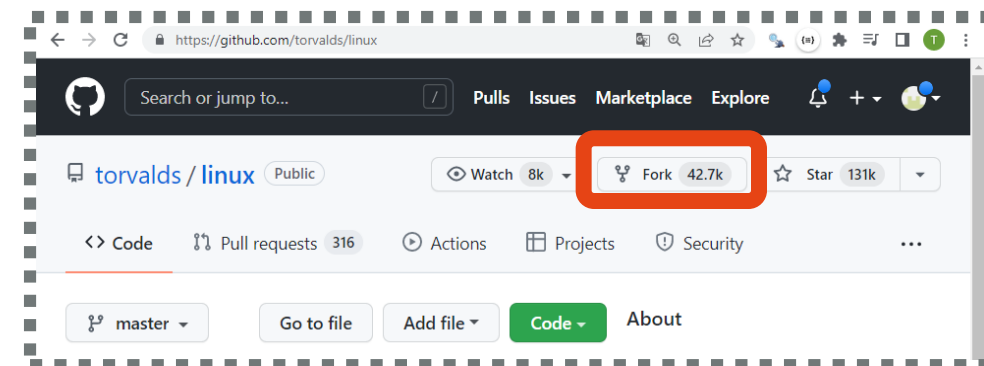 https://github.com/torvalds/linux T
Search or jump to... / Pulls Issues Marketplace Explore
torvalds / linux Public Watch 8k Fork 42.7k Star 131k
Code Pull requests 316 Actions Projects Security
master Go to file Add file Code About